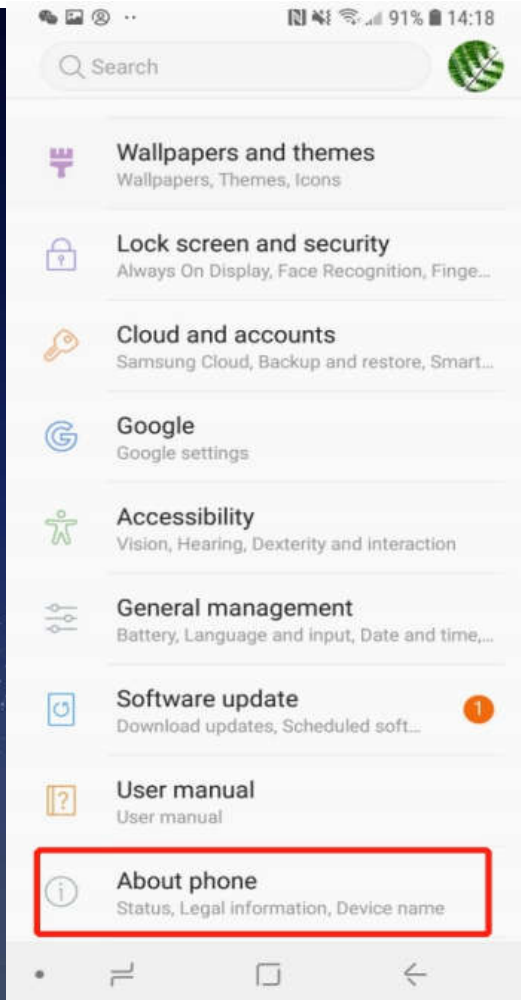 91% 14:18
Search
Wallpapers and themes
Wallpapers, Themes, Icons
Lock screen and security
Always On Display, Face Recognition, Finge...
Cloud and accounts
Samsung Cloud, Backup and restore, Smart...
Google
Google settings
Accessibility
Vision, Hearing, Dexterity and interaction
General management
Battery, Language and input, Date and time,...
Software update
1
Download updates, Scheduled soft...
User manual
User manual
About phone
Status, Legal information, Device name